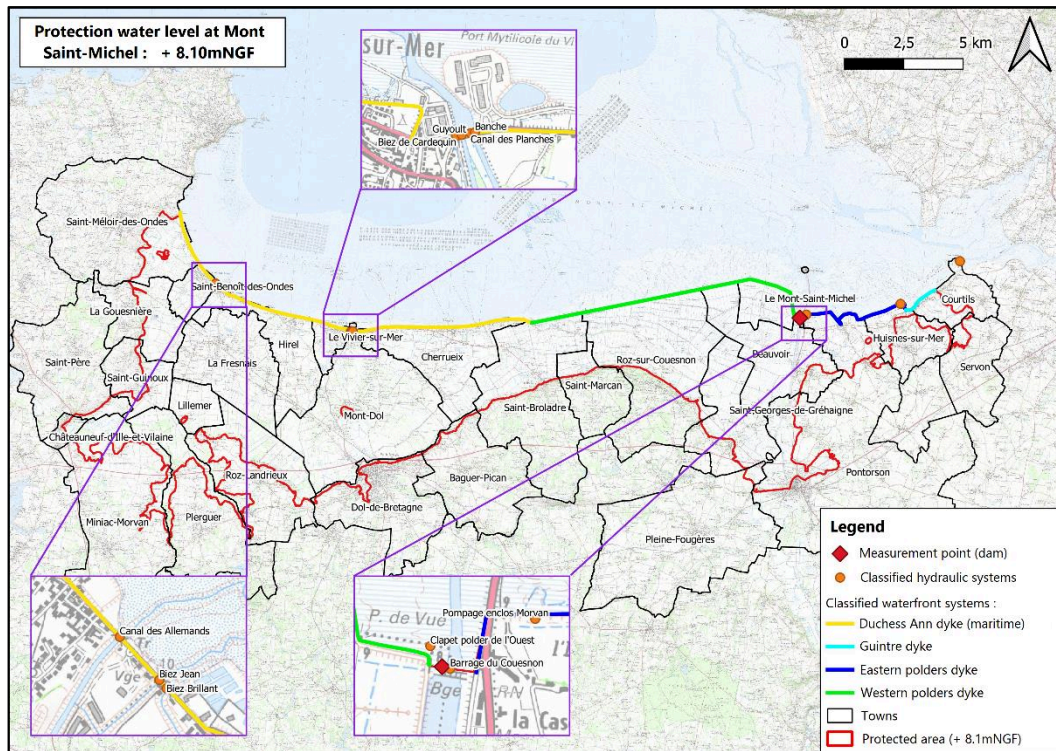 Protection water level at Mont
Saint-Michel : + 8.10mNGF
0 2,5 5 km
sur-Mer
Port Mytilicole du Vi
Guyoult
Banche
Biez de Cardequin
Canal des Planches
Saint-Méloir-des-Ondes
Saint-Benoît-des-Ondes
La Gouesnière
Le Vivier-sur-Mer
Hirel
La Fresnais
Cherrueix
Saint-Père
Saint-Guinoux
Lillemer
Mont-Dol
Châteauneuf-d'Ille-et-Vilaine
Roz-Landrieux
Miniac-Morvan
Plerguer
Dol-de-Bretagne
Baguer-Pican
Saint-Broladre
Saint-Marcan
Roz-sur-Couesnon
Le Mont-Saint-Michel
Beauvoir
Courtils
Huisnes-sur-Mer
Servon
Saint-Georges-de-Gréhaigne
Pontorson
Pleine-Fougères
Canal des Allemands
Vge
Tr
10
Biez Jean
Biez Brillant
P. de Vue
Pompage enclos Morvan
Clapet polder de l'Ouest
Barrage du Couesnon
Bge
RN
la Cas
Legend
Measurement point (dam)
Classified hydraulic systems
Classified waterfront systems :
Duchess Ann dyke (maritime)
Guintre dyke
Eastern polders dyke
Western polders dyke
Towns
Protected area (+ 8.1mNGF)